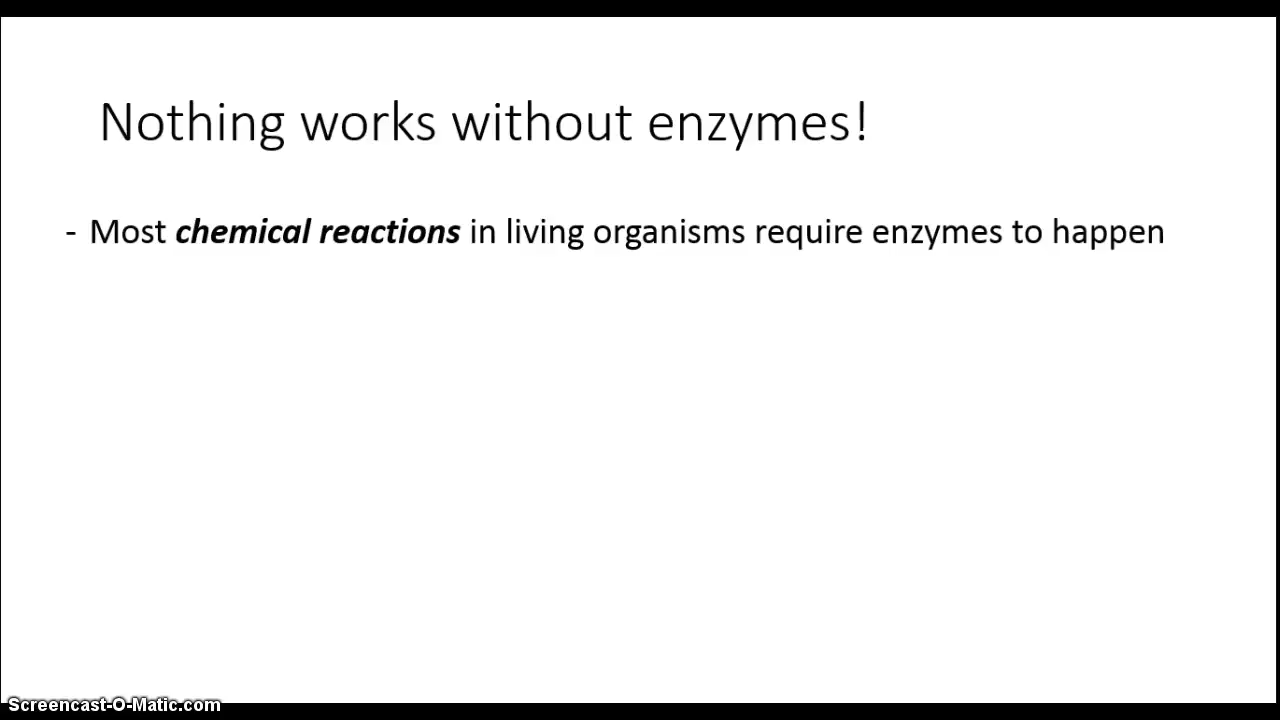 Nothing works without enzymes!
- Most chemical reactions in living organisms require enzymes to happen
Screencast-O-Matic.com